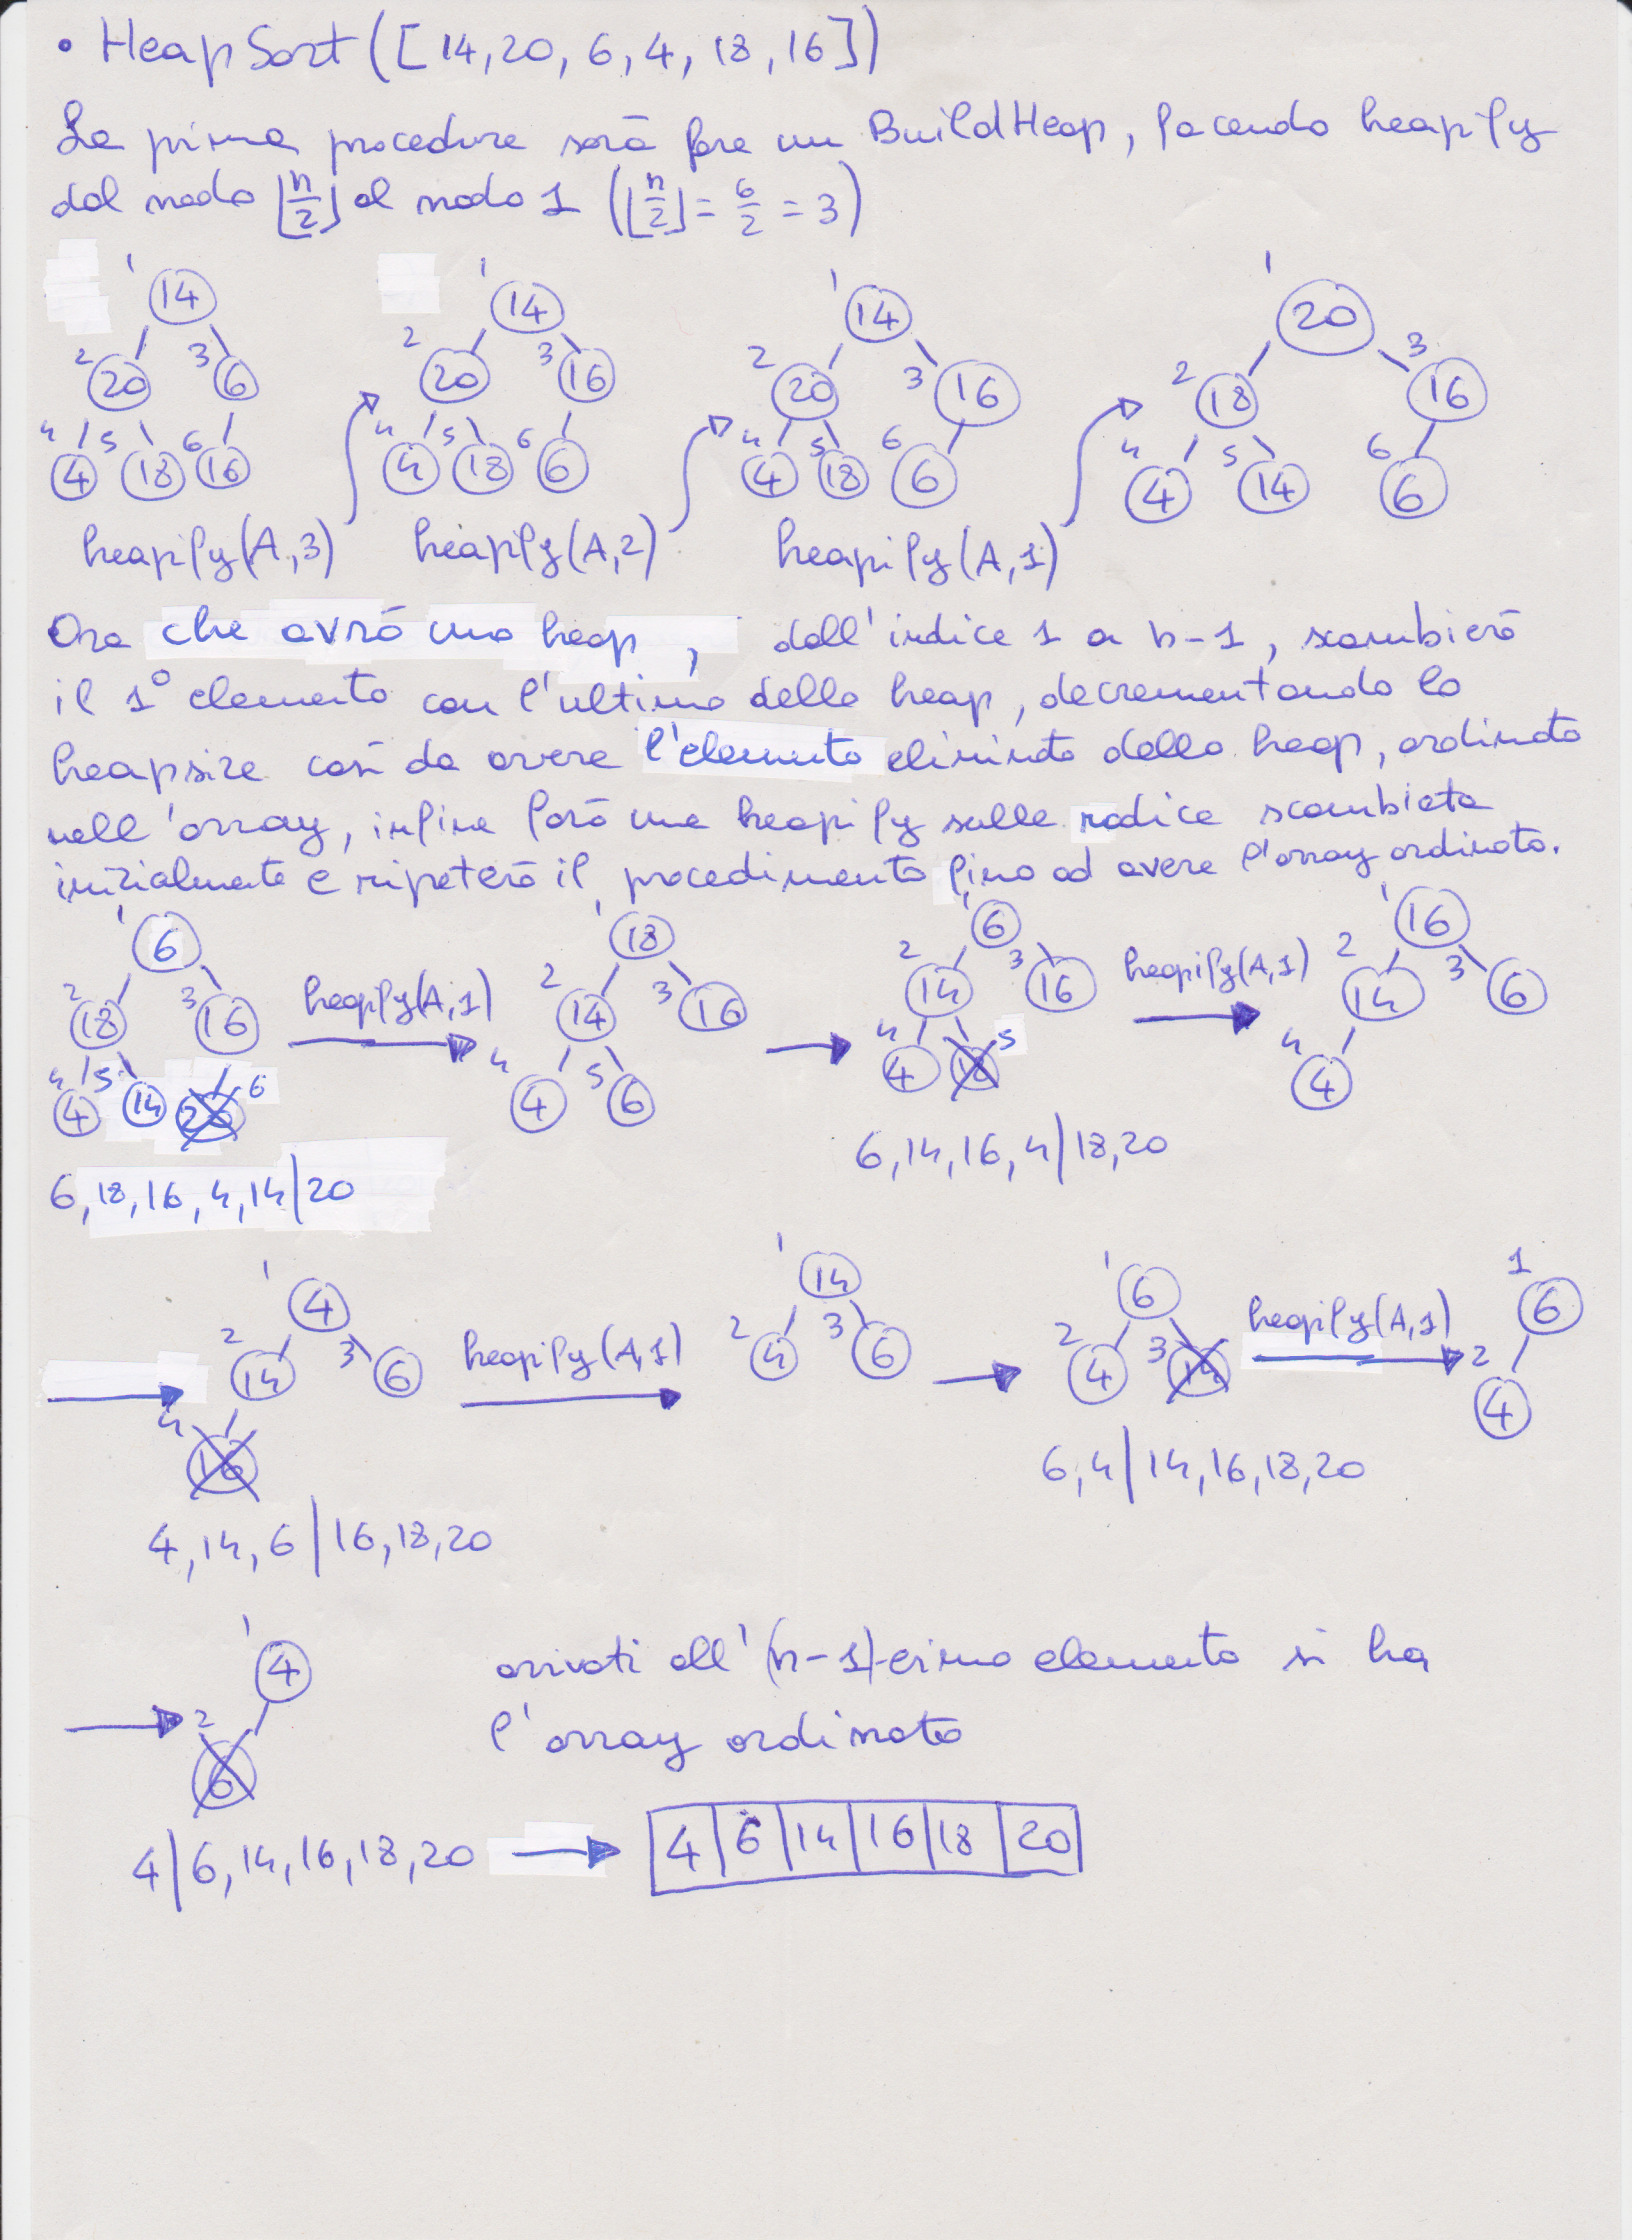 • HeapSort([14,20,6,4,18,16])
La prima procedura sarà fare un BuildHeap, facendo heapify
dal nodo ⌊n/2⌋ al nodo 1 (⌊n/2⌋ = 6/2 = 3)
1 14 1 14 1 14 1 20
2 20 3 6 2 20 3 16 2 20 3 16 2 18 3 16
4 4 5 18 6 16 4 4 5 18 6 6 4 4 5 18 6 6 4 4 5 14 6 6
heapify(A,3) heapify(A,2) heapify(A,1)
Ora che avrò uno heap, dall'indice 1 a n-1, scambierò
il 1° elemento con l'ultimo dello heap, decrementando lo
heapsize così da avere l'elemento eliminato dallo heap, ordinato
nell'array, infine farò una heapify sulla radice scambiata
inizialmente e ripeterò il procedimento fino ad avere l'array ordinato.
1 6 1 18 1 6 1 16
2 18 3 16 heapify(A,1) 2 14 3 16 2 14 3 16 heapify(A,1) 2 14 3 6
4 4 5 14 20 6 4 4 5 6 4 4 18 5 4 4
6,14,16,4|18,20
6,18,16,4,14|20
1 4 1 14 1 6 1 6
2 14 3 6 heapify(A,1) 2 4 3 6 2 4 3 14 heapify(A,1) 2 4
4 16
6,4|14,16,18,20
4,14,6|16,18,20
1 4 arrivati all'(n-1)-esimo elemento si ha
2 6 l'array ordinato
4|6,14,16,18,20 → 4 6 14 16 18 20